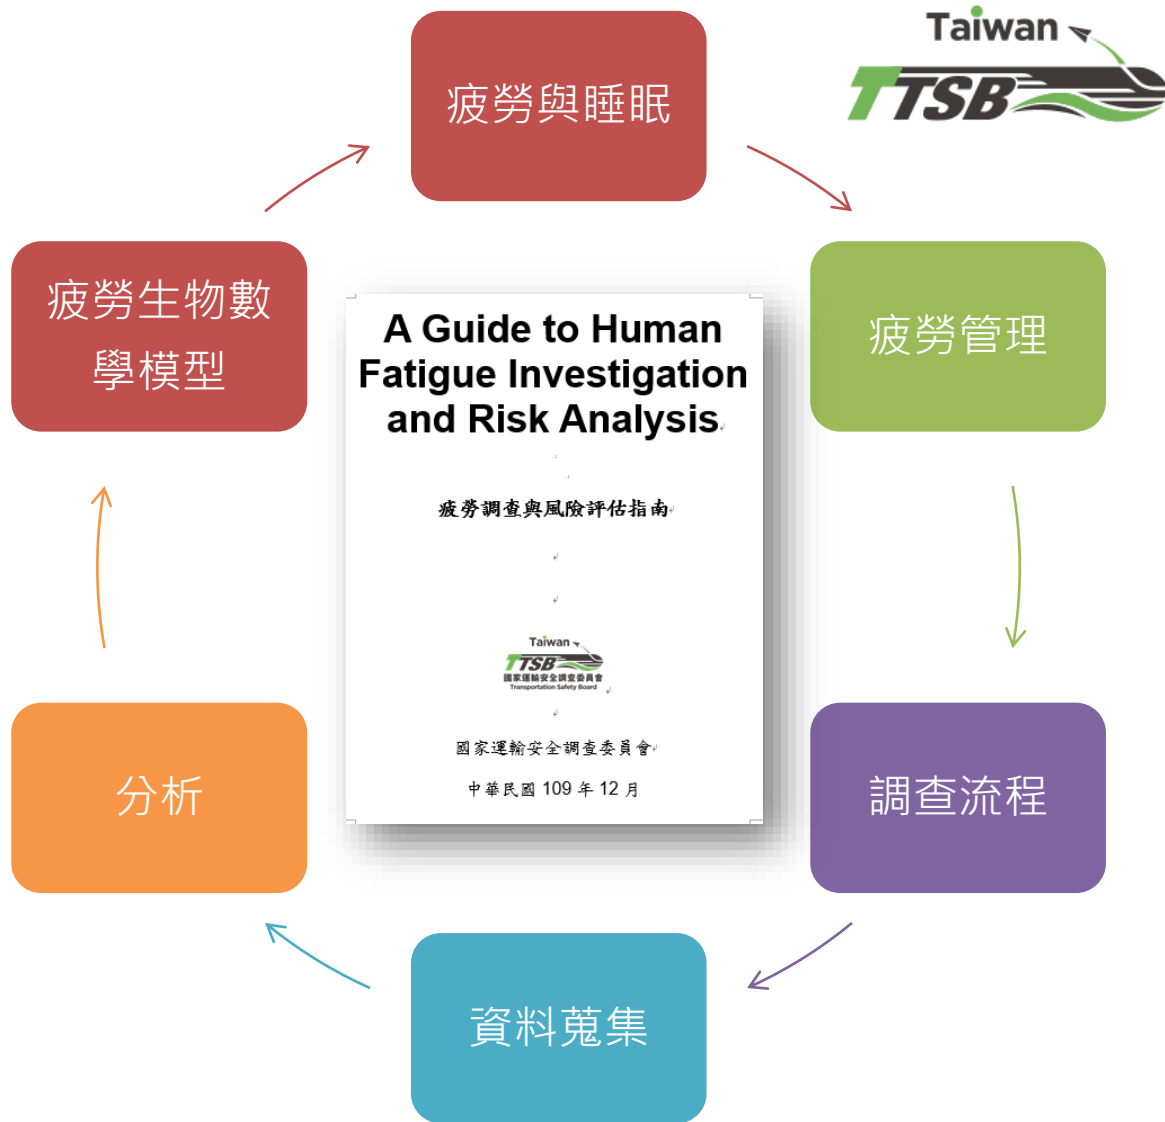 Taiwan
TTSB
疲勞與睡眠
疲勞管理
調查流程
資料蒐集
分析
疲勞生物數
學模型
A Guide to Human
Fatigue Investigation
and Risk Analysis
疲勞調查與風險評估指南
Taiwan
TTSB
國家運輸安全調查委員會
Transportation Safety Board
國家運輸安全調查委員會
中華民國 109 年 12 月